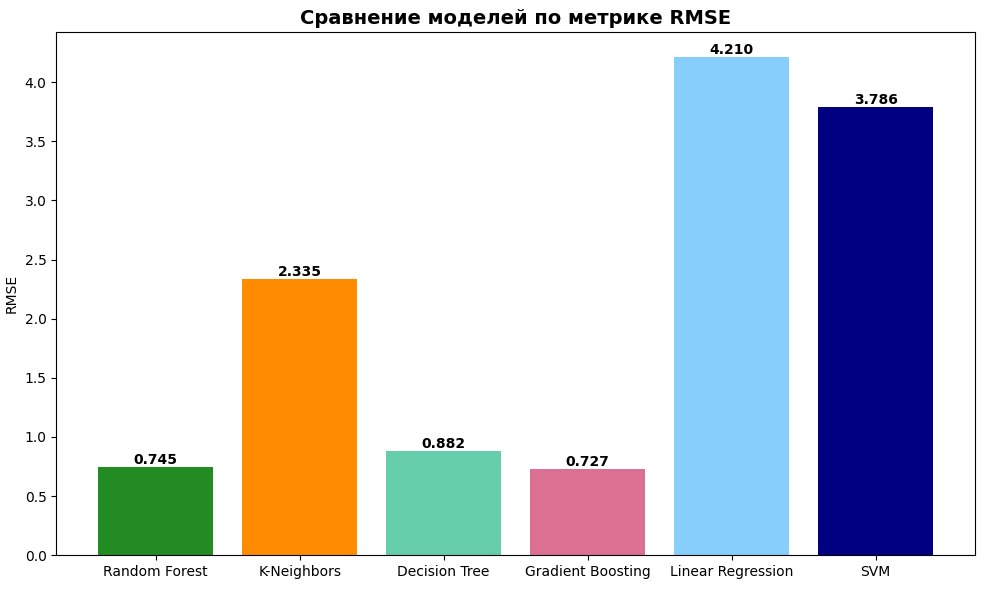 Сравнение моделей по метрике RMSE
RMSE
4.0
3.5
3.0
2.5
2.0
1.5
1.0
0.5
0.0
0.745
2.335
0.882
0.727
4.210
3.786
Random Forest
K-Neighbors
Decision Tree
Gradient Boosting
Linear Regression
SVM